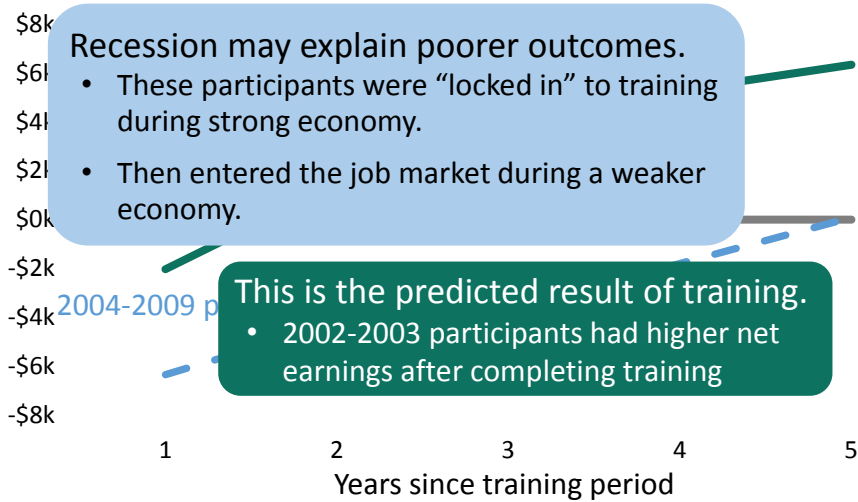 $8k
$6k
$4k
$2k
$0k
-$2k
-$4k
-$6k
-$8k
Recession may explain poorer outcomes.
• These participants were “locked in” to training
during strong economy.
• Then entered the job market during a weaker
economy.
2004-2009
This is the predicted result of training.
• 2002-2003 participants had higher net
earnings after completing training
1 2 3 4 5
Years since training period